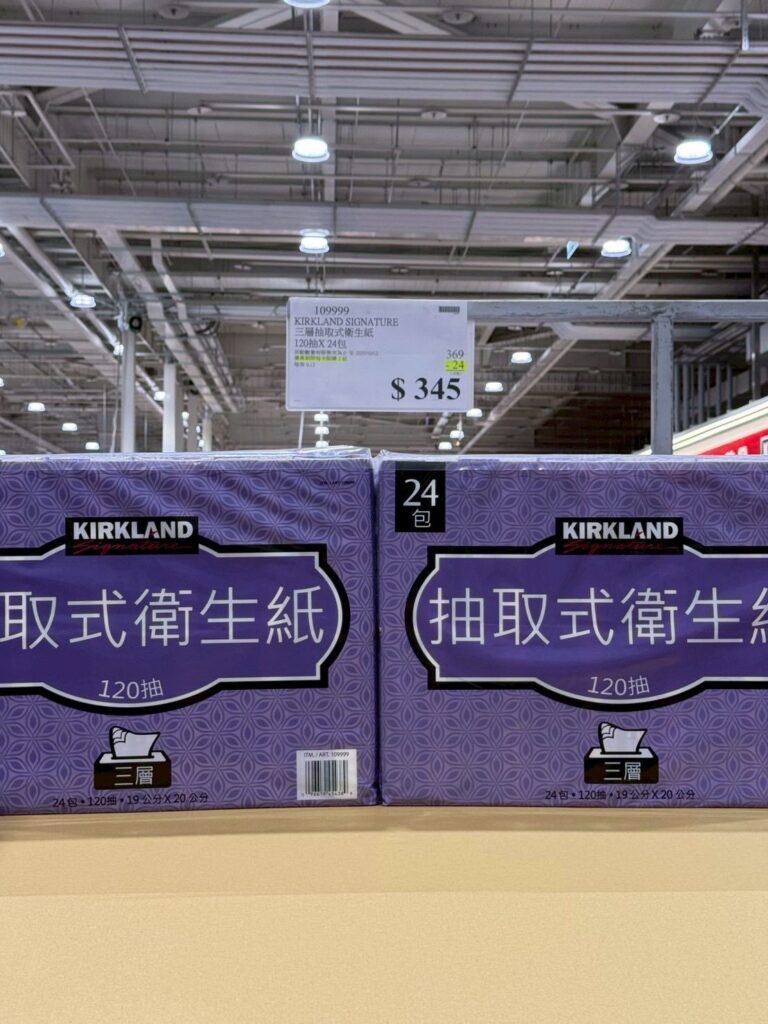 109999
KIRKLAND SIGNATURE
三層抽取式衛生紙
120抽X 24包
369
- 24
$ 345
KIRKLAND
Signature
取式衛生紙
120抽
三層
24包•120抽•19公分X20公分
ITM. / ART. 109999
24
包
KIRKLAND
Signature
抽取式衛生紙
120抽
三層
24包•120抽•19公分X20公分